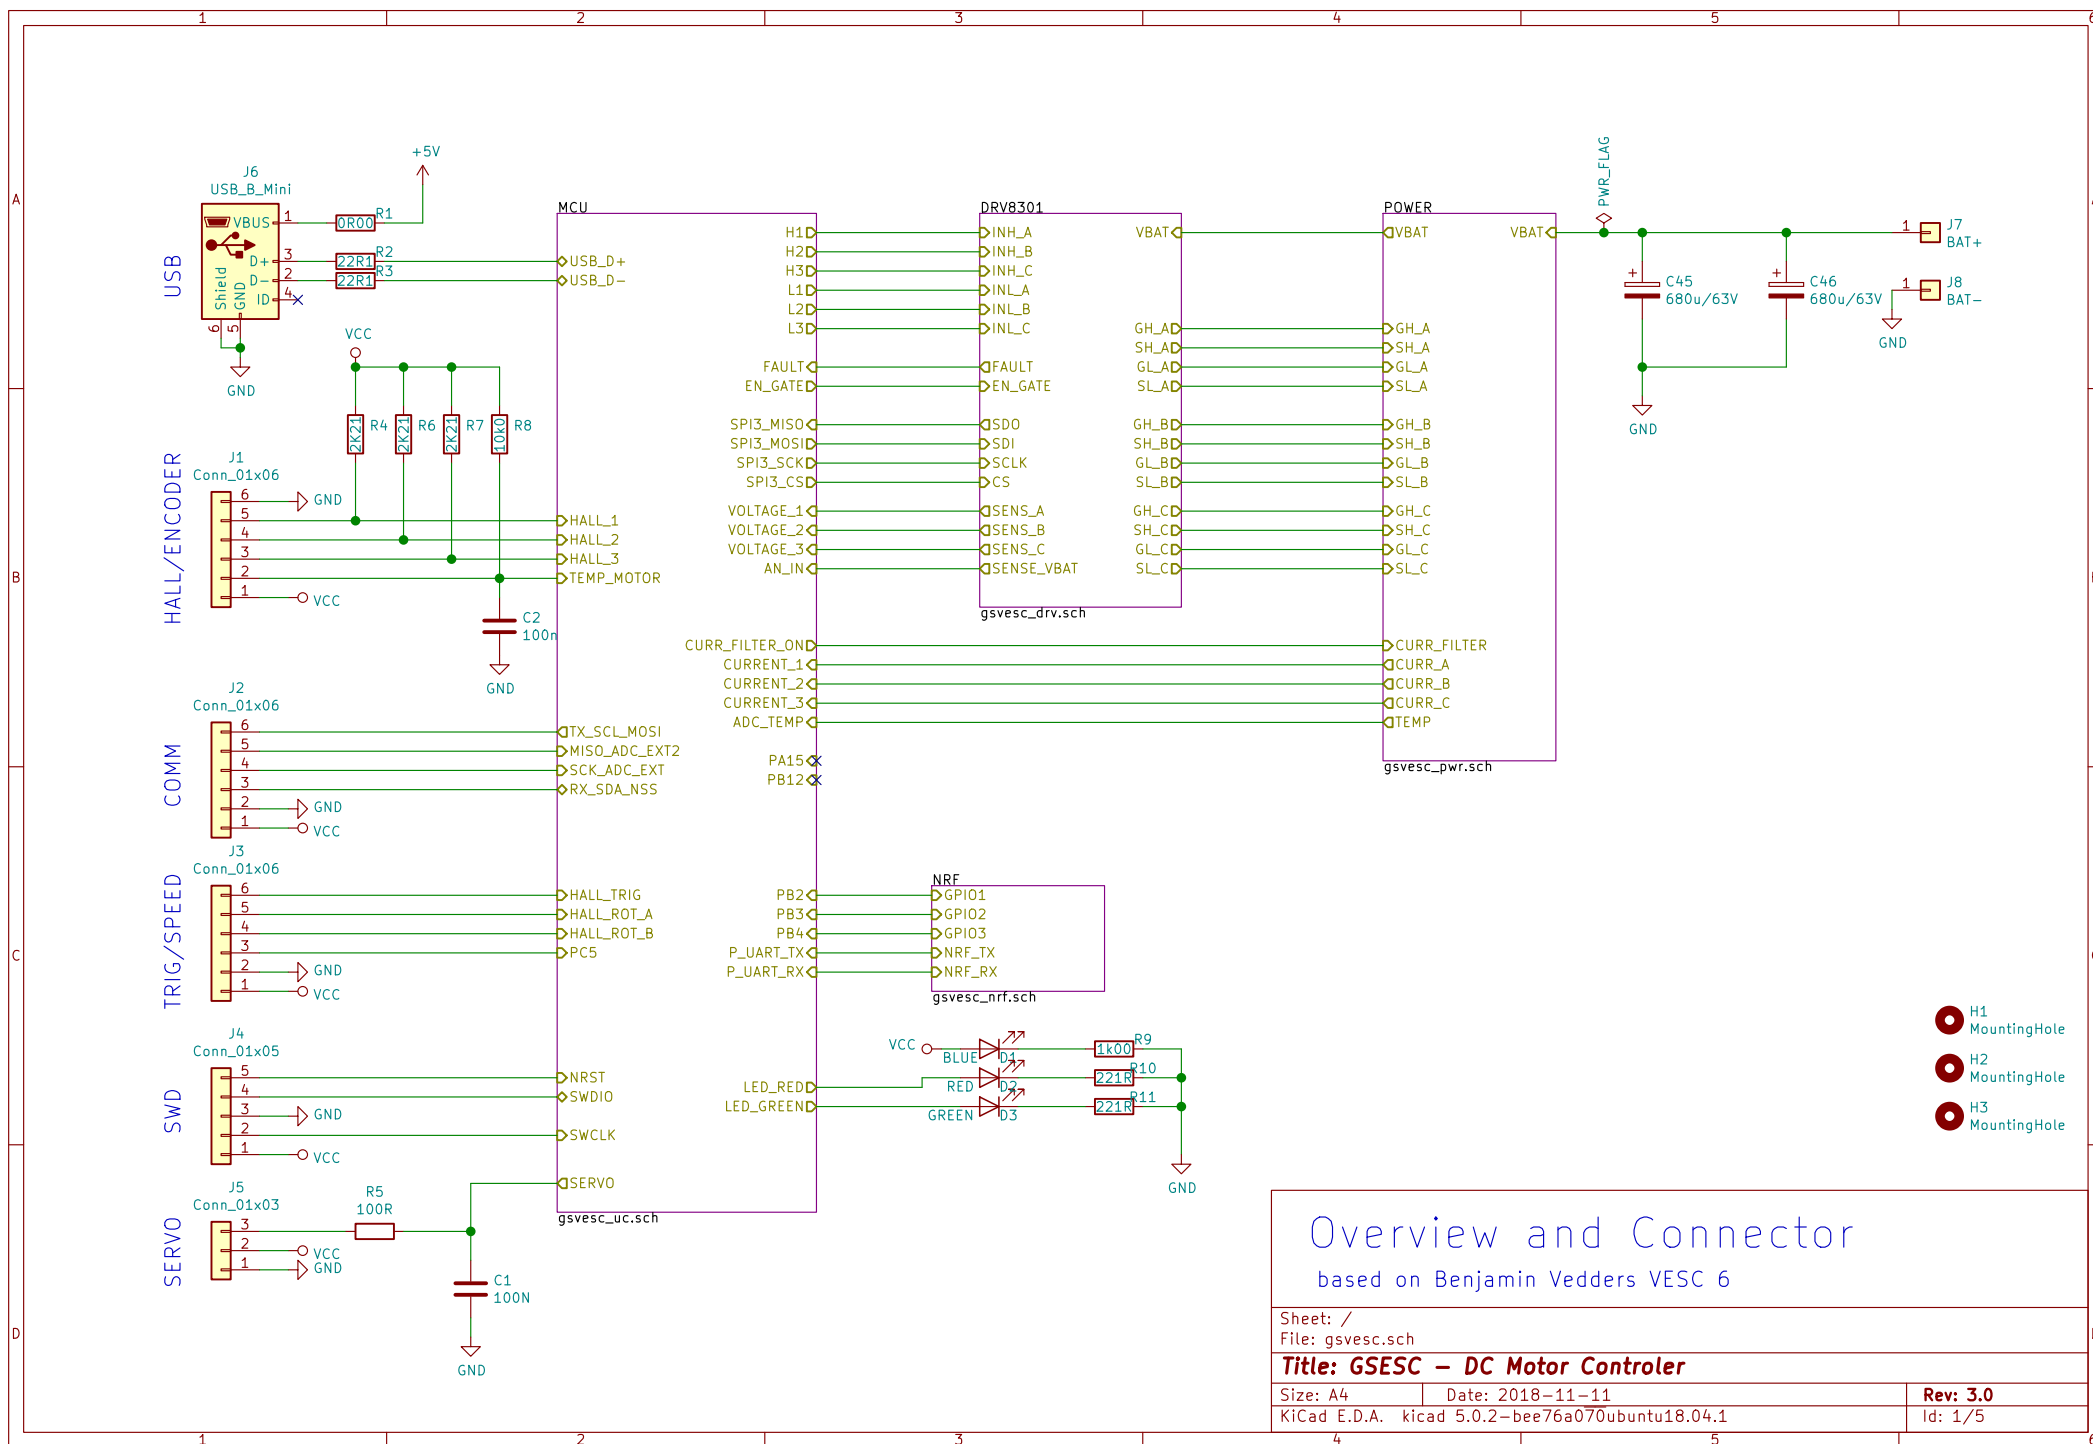 1 2 3 4 5 6
A
B
C
D
USB
J6
USB_B_Mini
VBUS 1
D+ 3
D- 2
ID 4
Shield
GND
6 5
GND
+5V
0R00 R1
22R1 R2
22R1 R3
VCC
2K21 R4
2K21 R6
2K21 R7
10k0 R8
HALL/ENCODER
J1
Conn_01x06
6 GND
5
4
3
2
1 VCC
C2
100n
GND
COMM
J2
Conn_01x06
6
5
4
3
2 GND
1 VCC
TRIG/SPEED
J3
Conn_01x06
6
5
4
3
2 GND
1 VCC
SWD
J4
Conn_01x05
5
4
3 GND
2
1 VCC
SERVO
J5
Conn_01x03
3
2 VCC
1 GND
R5
100R
C1
100N
GND
MCU
USB_D+
USB_D-
HALL_1
HALL_2
HALL_3
TEMP_MOTOR
TX_SCL_MOSI
MISO_ADC_EXT2
SCK_ADC_EXT
RX_SDA_NSS
HALL_TRIG
HALL_ROT_A
HALL_ROT_B
PC5
NRST
SWDIO
SWCLK
SERVO
gsvesc_uc.sch
H1
H2
H3
L1
L2
L3
FAULT
EN_GATE
SPI3_MISO
SPI3_MOSI
SPI3_SCK
SPI3_CS
VOLTAGE_1
VOLTAGE_2
VOLTAGE_3
AN_IN
CURR_FILTER_ON
CURRENT_1
CURRENT_2
CURRENT_3
ADC_TEMP
PA15
PB12
PB2
PB3
PB4
P_UART_TX
P_UART_RX
LED_RED
LED_GREEN
DRV8301
INH_A
INH_B
INH_C
INL_A
INL_B
INL_C
FAULT
EN_GATE
SDO
SDI
SCLK
CS
SENS_A
SENS_B
SENS_C
SENSE_VBAT
VBAT
GH_A
SH_A
GL_A
SL_A
GH_B
SH_B
GL_B
SL_B
GH_C
SH_C
GL_C
SL_C
gsvesc_drv.sch
POWER
VBAT VBAT
GH_A
SH_A
GL_A
SL_A
GH_B
SH_B
GL_B
SL_B
GH_C
SH_C
GL_C
SL_C
CURR_FILTER
CURR_A
CURR_B
CURR_C
TEMP
gsvesc_pwr.sch
PWR_FLAG
+ C45
680u/63V
+ C46
680u/63V
GND
1 J7
BAT+
1 J8
BAT-
GND
NRF
GPIO1
GPIO2
GPIO3
NRF_TX
NRF_RX
gsvesc_nrf.sch
VCC
BLUE D1 1k00 R9
RED D2 221R R10
GREEN D3 221R R11
GND
H1
MountingHole
H2
MountingHole
H3
MountingHole
Overview and Connector
based on Benjamin Vedders VESC 6
Sheet: /
File: gsvesc.sch
Title: GSESC - DC Motor Controler
Size: A4 Date: 2018-11-11 Rev: 3.0
KiCad E.D.A. kicad 5.0.2-bee76a070ubuntu18.04.1 Id: 1/5
1 2 3 4 5 6